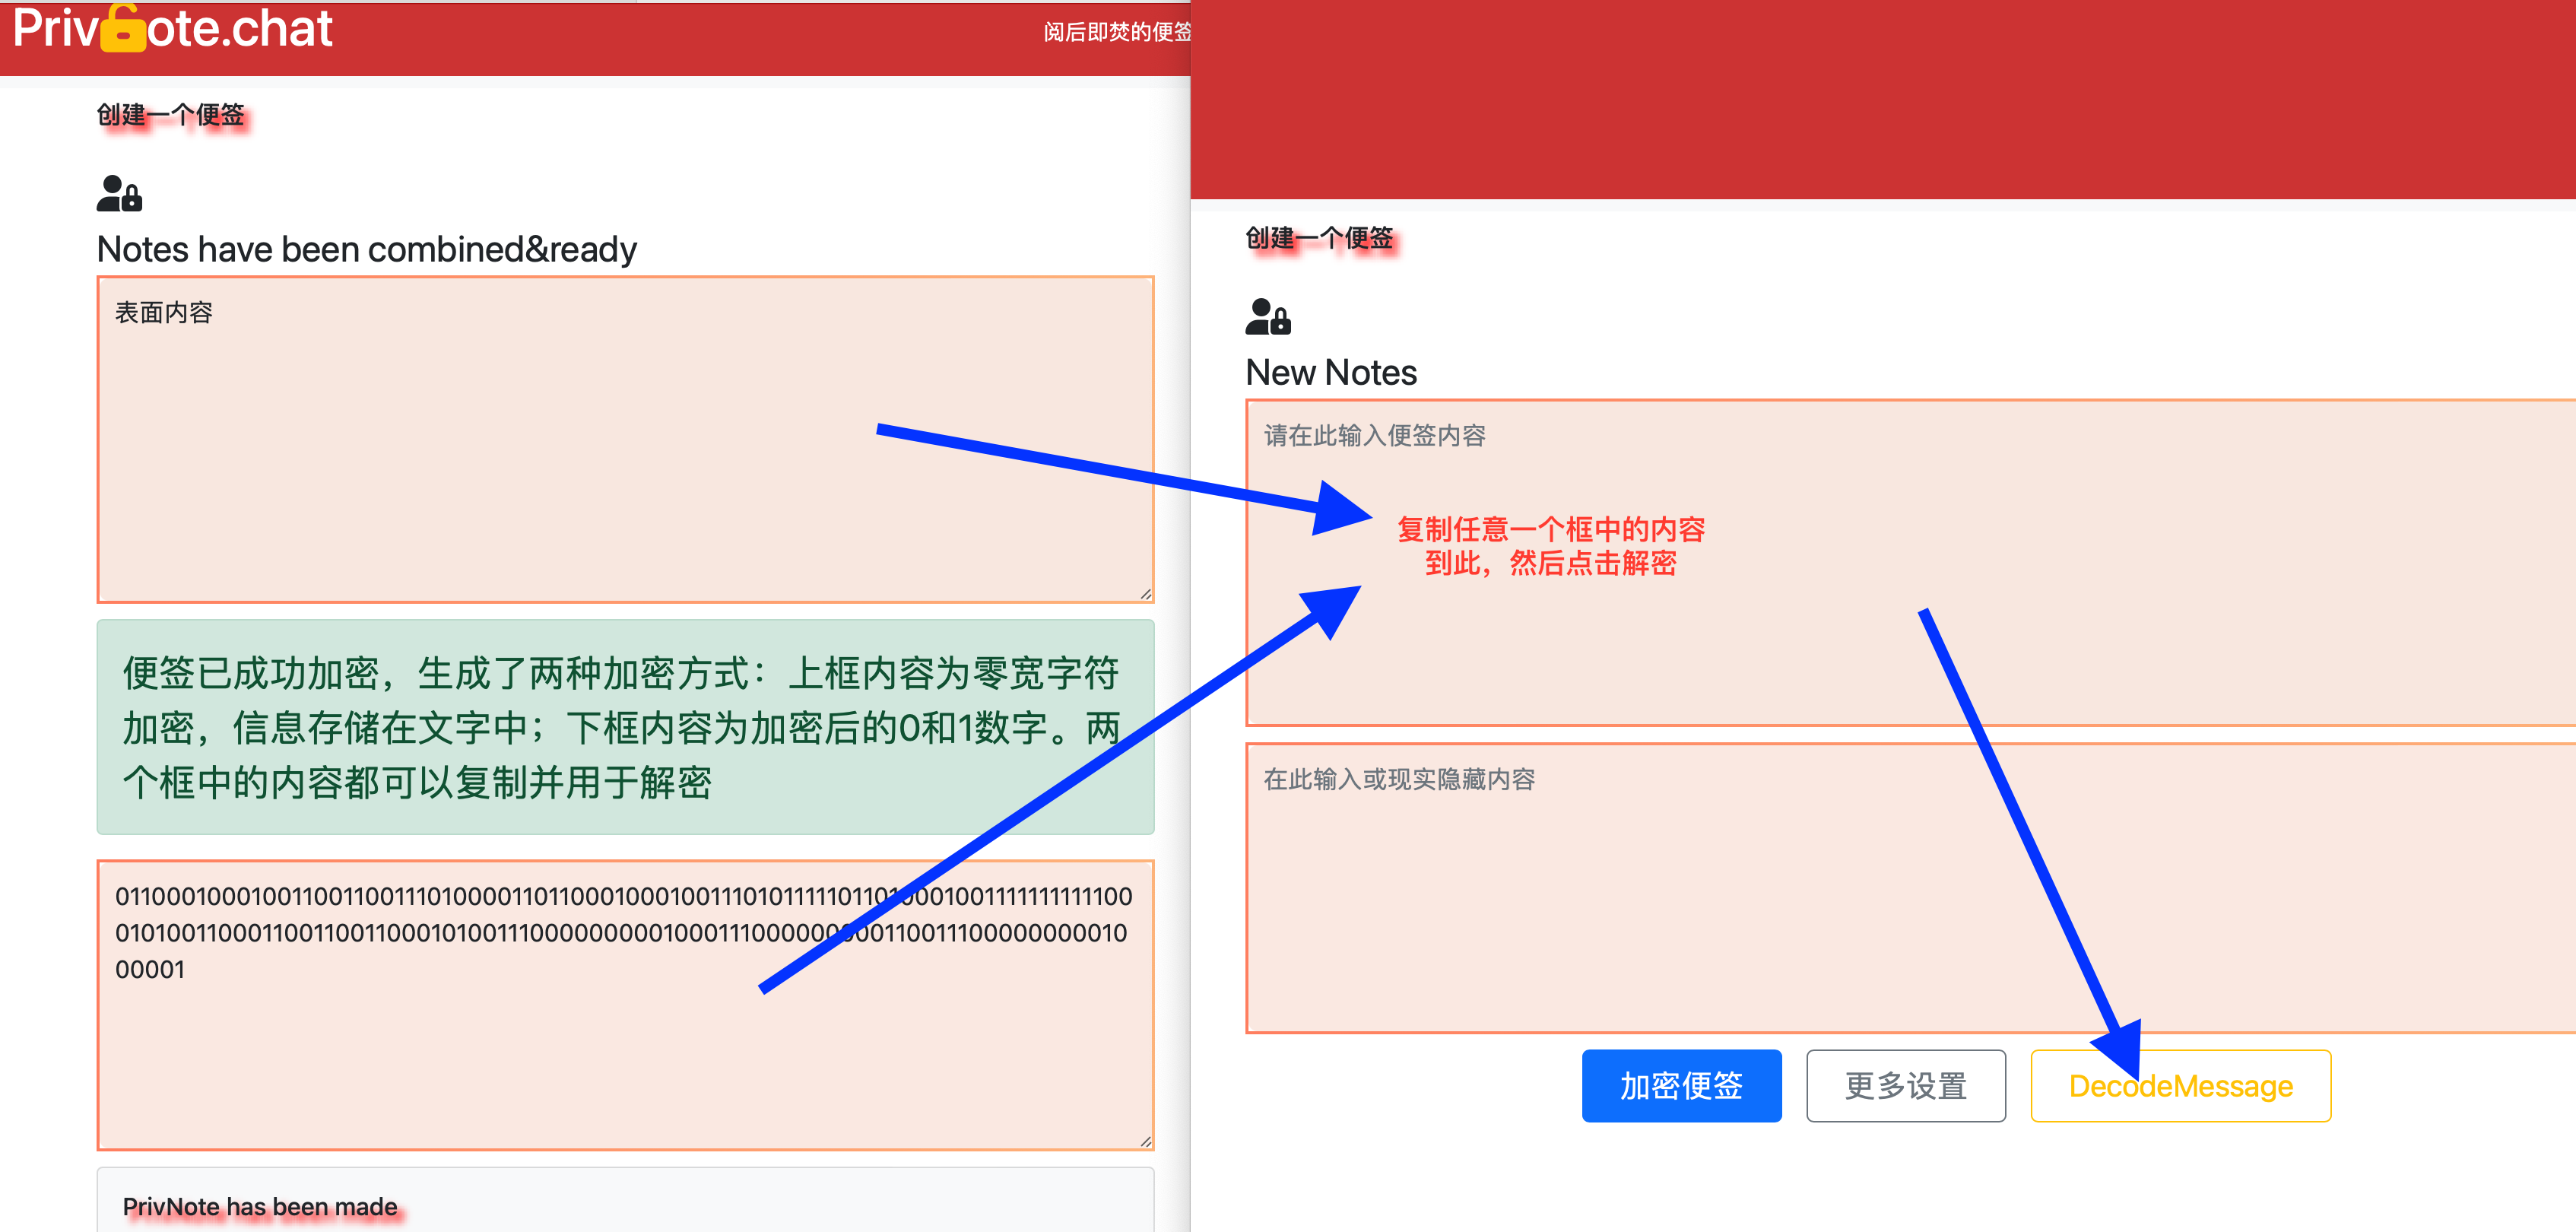 Privote.chat
阅后即焚的便签
创建一个便签
Notes have been combined&ready
表面内容
便签已成功加密，生成了两种加密方式：上框内容为零宽字符
加密，信息存储在文字中；下框内容为加密后的0和1数字。两
个框中的内容都可以复制并用于解密
00001
PrivNote has been made
创建一个便签
New Notes
请在此输入便签内容
复制任意一个框中的内容
到此，然后点击解密
在此输入或现实隐藏内容
加密便签
更多设置
DecodeMessage